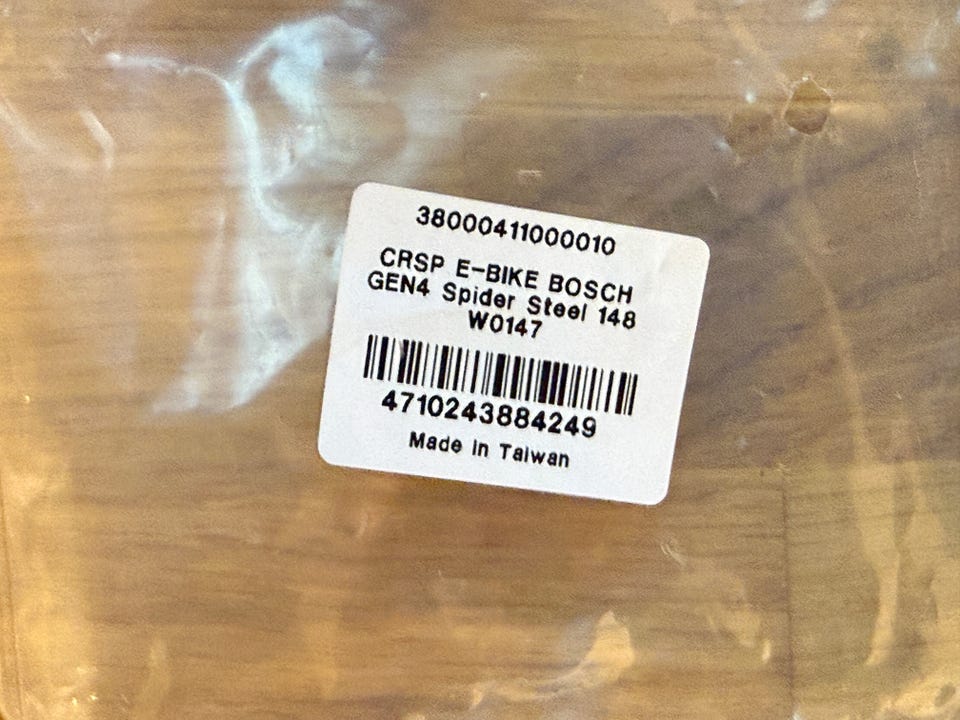 38000411000010
CRSP E-BIKE BOSCH
GEN4 Spider Steel 148
W0147
4710243884249
Made in Taiwan